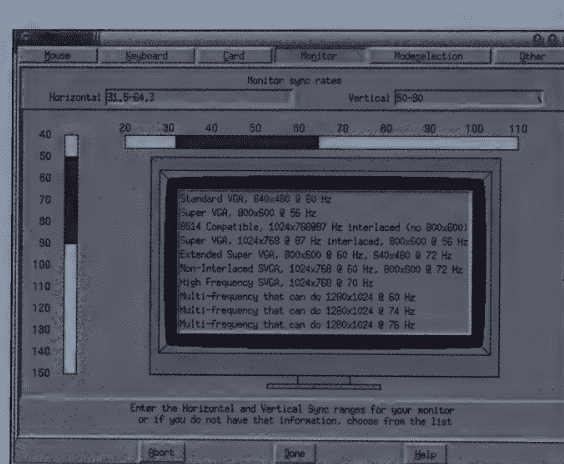 Mouse Keyboard Card Monitor Modeselection Other
Monitor sync rates
Horizontal 31.5-64.3 Vertical 50-90
20 30 40 50 60 70 80 90 100 110
40
50
60
70
80
90
100
110
120
130
140
150
Standard VGA, 640x480 @ 60 Hz
Super VGA, 800x600 @ 56 Hz
8514 Compatible, 1024x768@87 Hz interlaced (no 800x600)
Super VGA, 1024x768 @ 87 Hz interlaced, 800x600 @ 56 Hz
Extended Super VGA, 800x600 @ 60 Hz, 640x480 @ 72 Hz
Non-Interlaced SVGA, 1024x768 @ 60 Hz, 800x600 @ 72 Hz
High Frequency SVGA, 1024x768 @ 70 Hz
Multi-frequency that can do 1280x1024 @ 60 Hz
Multi-frequency that can do 1280x1024 @ 74 Hz
Multi-frequency that can do 1280x1024 @ 76 Hz
Enter the Horizontal and Vertical Sync ranges for your monitor
or if you do not have that information, choose from the list
Abort Done Help